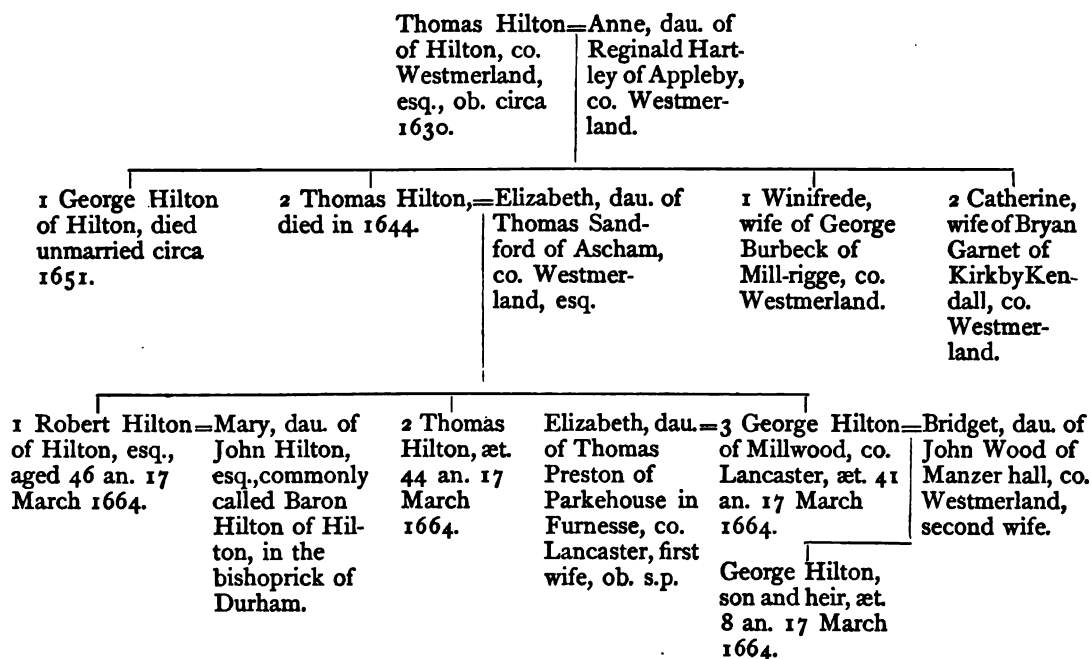 Thomas Hilton=
of Hilton, co.
Westmerland,
esq., ob. circa
1630.
Anne, dau. of
Reginald Hart-
ley of Appleby,
co. Westmer-
land.
1 George Hilton
of Hilton, died
unmarried circa
1651.
2 Thomas Hilton,=
died in 1644.
Elizabeth, dau. of
Thomas Sand-
ford of Ascham,
co. Westmer-
land, esq.
1 Winifrede,
wife of George
Burbeck of
Mill-rigge, co.
Westmerland.
2 Catherine,
wife of Bryan
Garnet of
Kirkby Ken-
dall, co.
Westmer-
land.
1 Robert Hilton=
of Hilton, esq.,
aged 46 an. 17
March 1664.
Mary, dau. of
John Hilton,
esq., commonly
called Baron
Hilton of Hil-
ton, in the
bishoprick of
Durham.
2 Thomas
Hilton, æt.
44 an. 17
March
1664.
Elizabeth, dau.=
of Thomas
Preston of
Parkehouse in
Furnesse, co.
Lancaster, first
wife, ob. s.p.
3 George Hilton=
of Millwood, co.
Lancaster, æt. 41
an. 17 March
1664.
Bridget, dau. of
John Wood of
Manzer hall, co.
Westmerland,
second wife.
George Hilton,
son and heir, æt.
8 an. 17 March
1664.